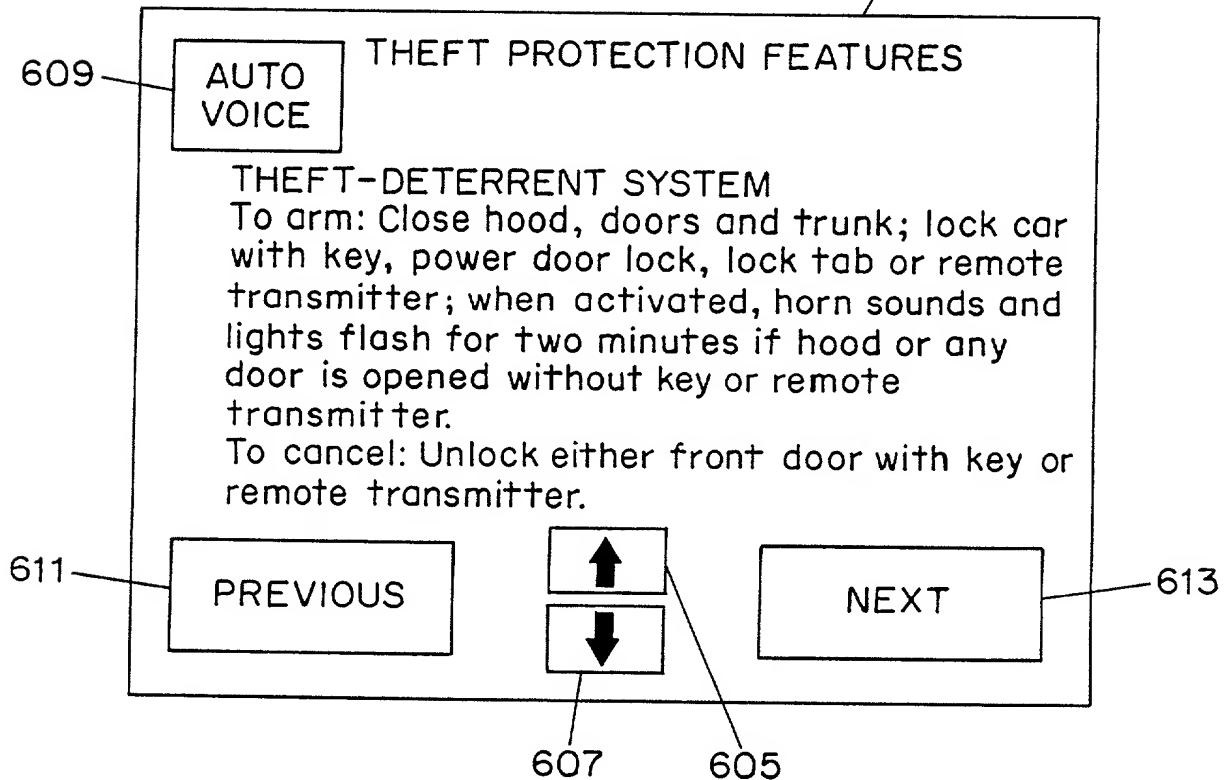 THEFT PROTECTION FEATURES
609
AUTO
VOICE
THEFT-DETERRENT SYSTEM
To arm: Close hood, doors and trunk; lock car
with key, power door lock, lock tab or remote
transmitter; when activated, horn sounds and
lights flash for two minutes if hood or any
door is opened without key or remote
transmitter.
To cancel: Unlock either front door with key or
remote transmitter.
611
PREVIOUS
NEXT
613
607
605